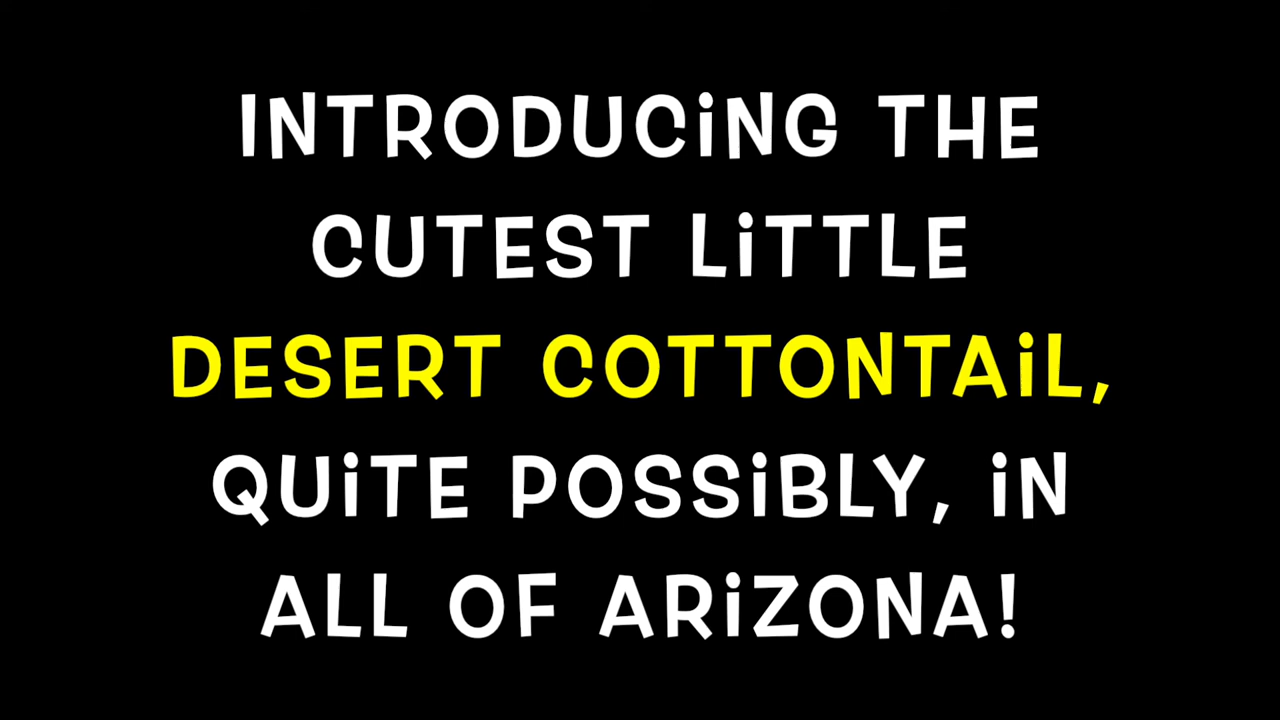 INTRODUCiNG THE
CUTEST LiTTLE
DESERT COTTONTAiL,
QUiTE POSSiBLY, iN
ALL OF ARiZONA!